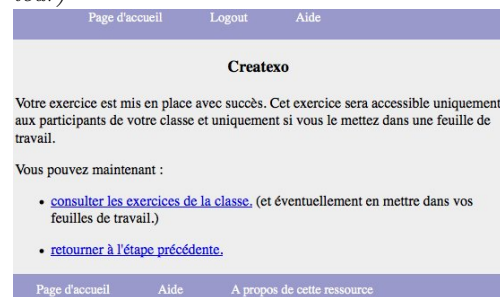 Page d'accueil Logout Aide
Createxo
Votre exercice est mis en place avec succès. Cet exercice sera accessible uniquement
aux participants de votre classe et uniquement si vous le mettez dans une feuille de
travail.
Vous pouvez maintenant :
• consulter les exercices de la classe. (et éventuellement en mettre dans vos
feuilles de travail.)
• retourner à l'étape précédente.
Page d'accueil Aide A propos de cette ressource